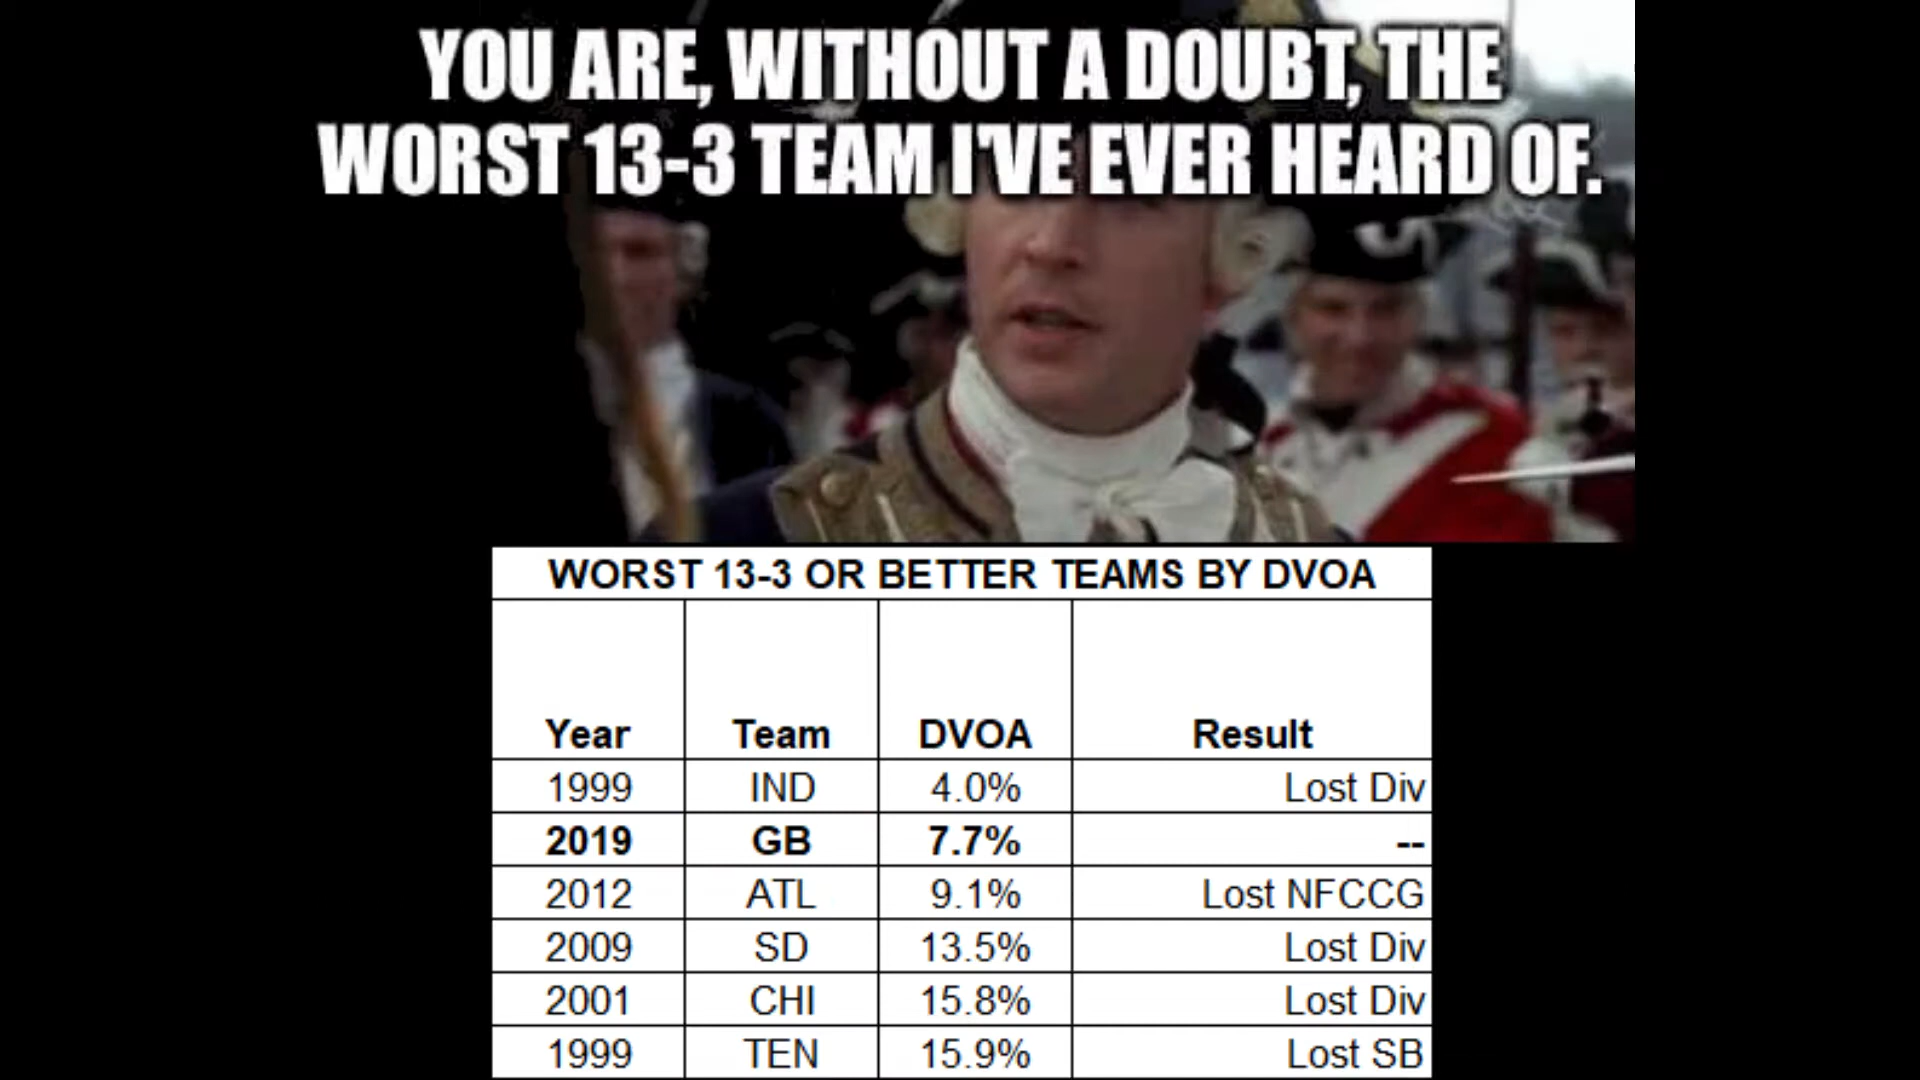 YOU ARE, WITHOUT A DOUBT, THE
WORST 13-3 TEAM I'VE EVER HEARD OF.
WORST 13-3 OR BETTER TEAMS BY DVOA
Year Team DVOA Result
1999 IND 4.0% Lost Div
2019 GB 7.7% --
2012 ATL 9.1% Lost NFCCG
2009 SD 13.5% Lost Div
2001 CHI 15.8% Lost Div
1999 TEN 15.9% Lost SB